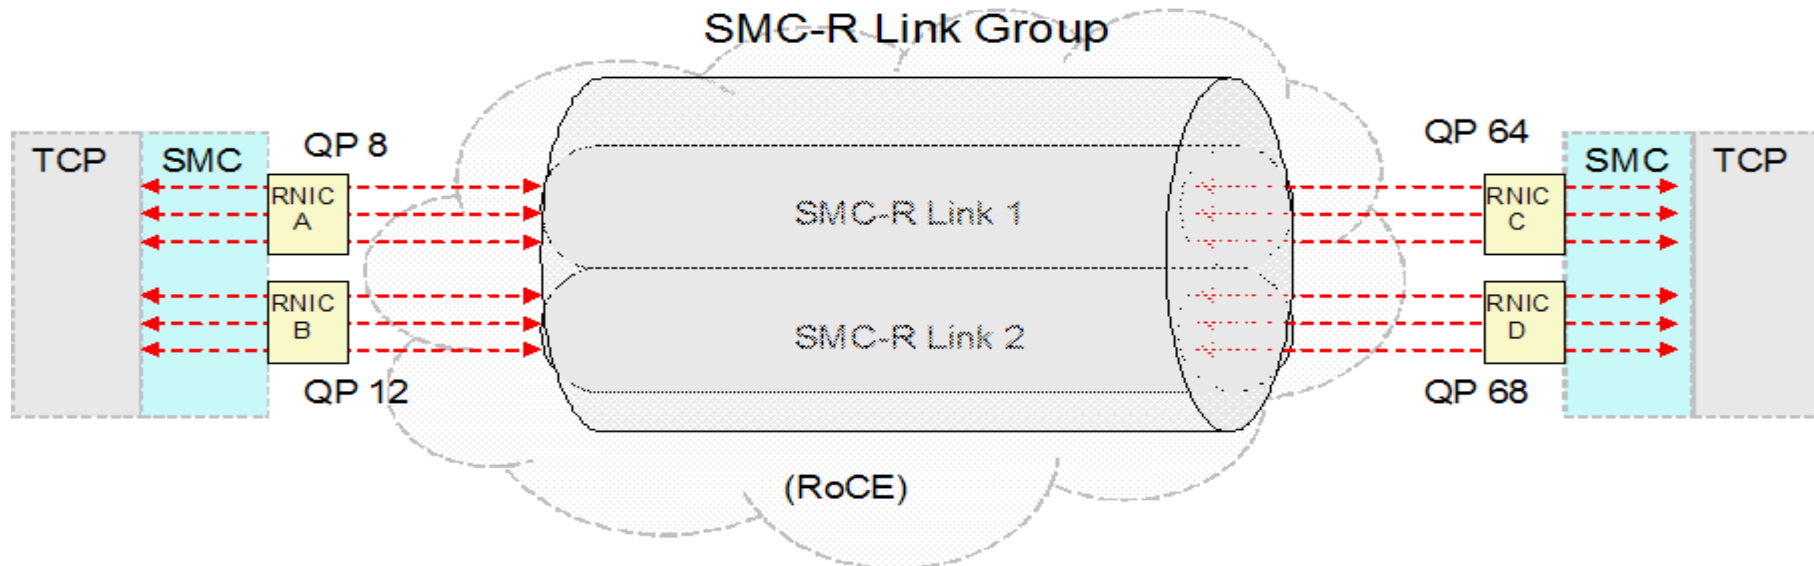 SMC-R Link Group
QP 8
QP 64
TCP
SMC
SMC
TCP
RNIC
A
SMC-R Link 1
RNIC
C
RNIC
B
SMC-R Link 2
RNIC
D
QP 12
QP 68
(RoCE)